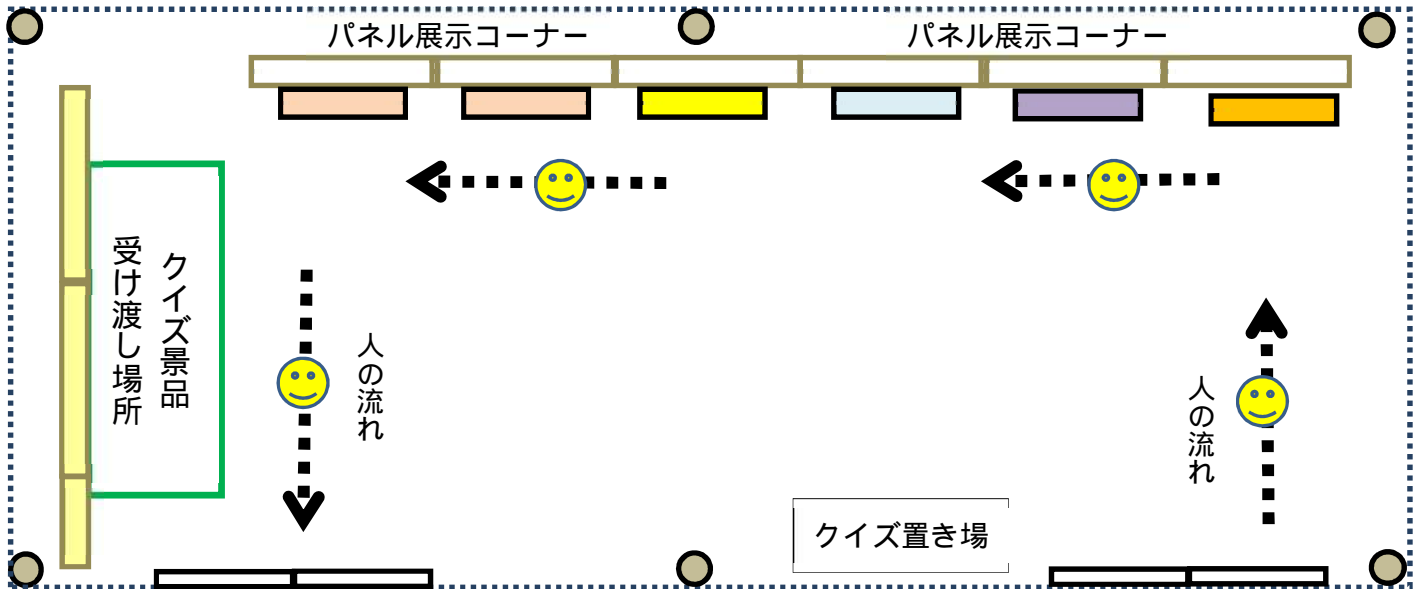 パネル展示コーナー
パネル展示コーナー
クイズ景品
受け渡し場所
人の流れ
人の流れ
クイズ置き場